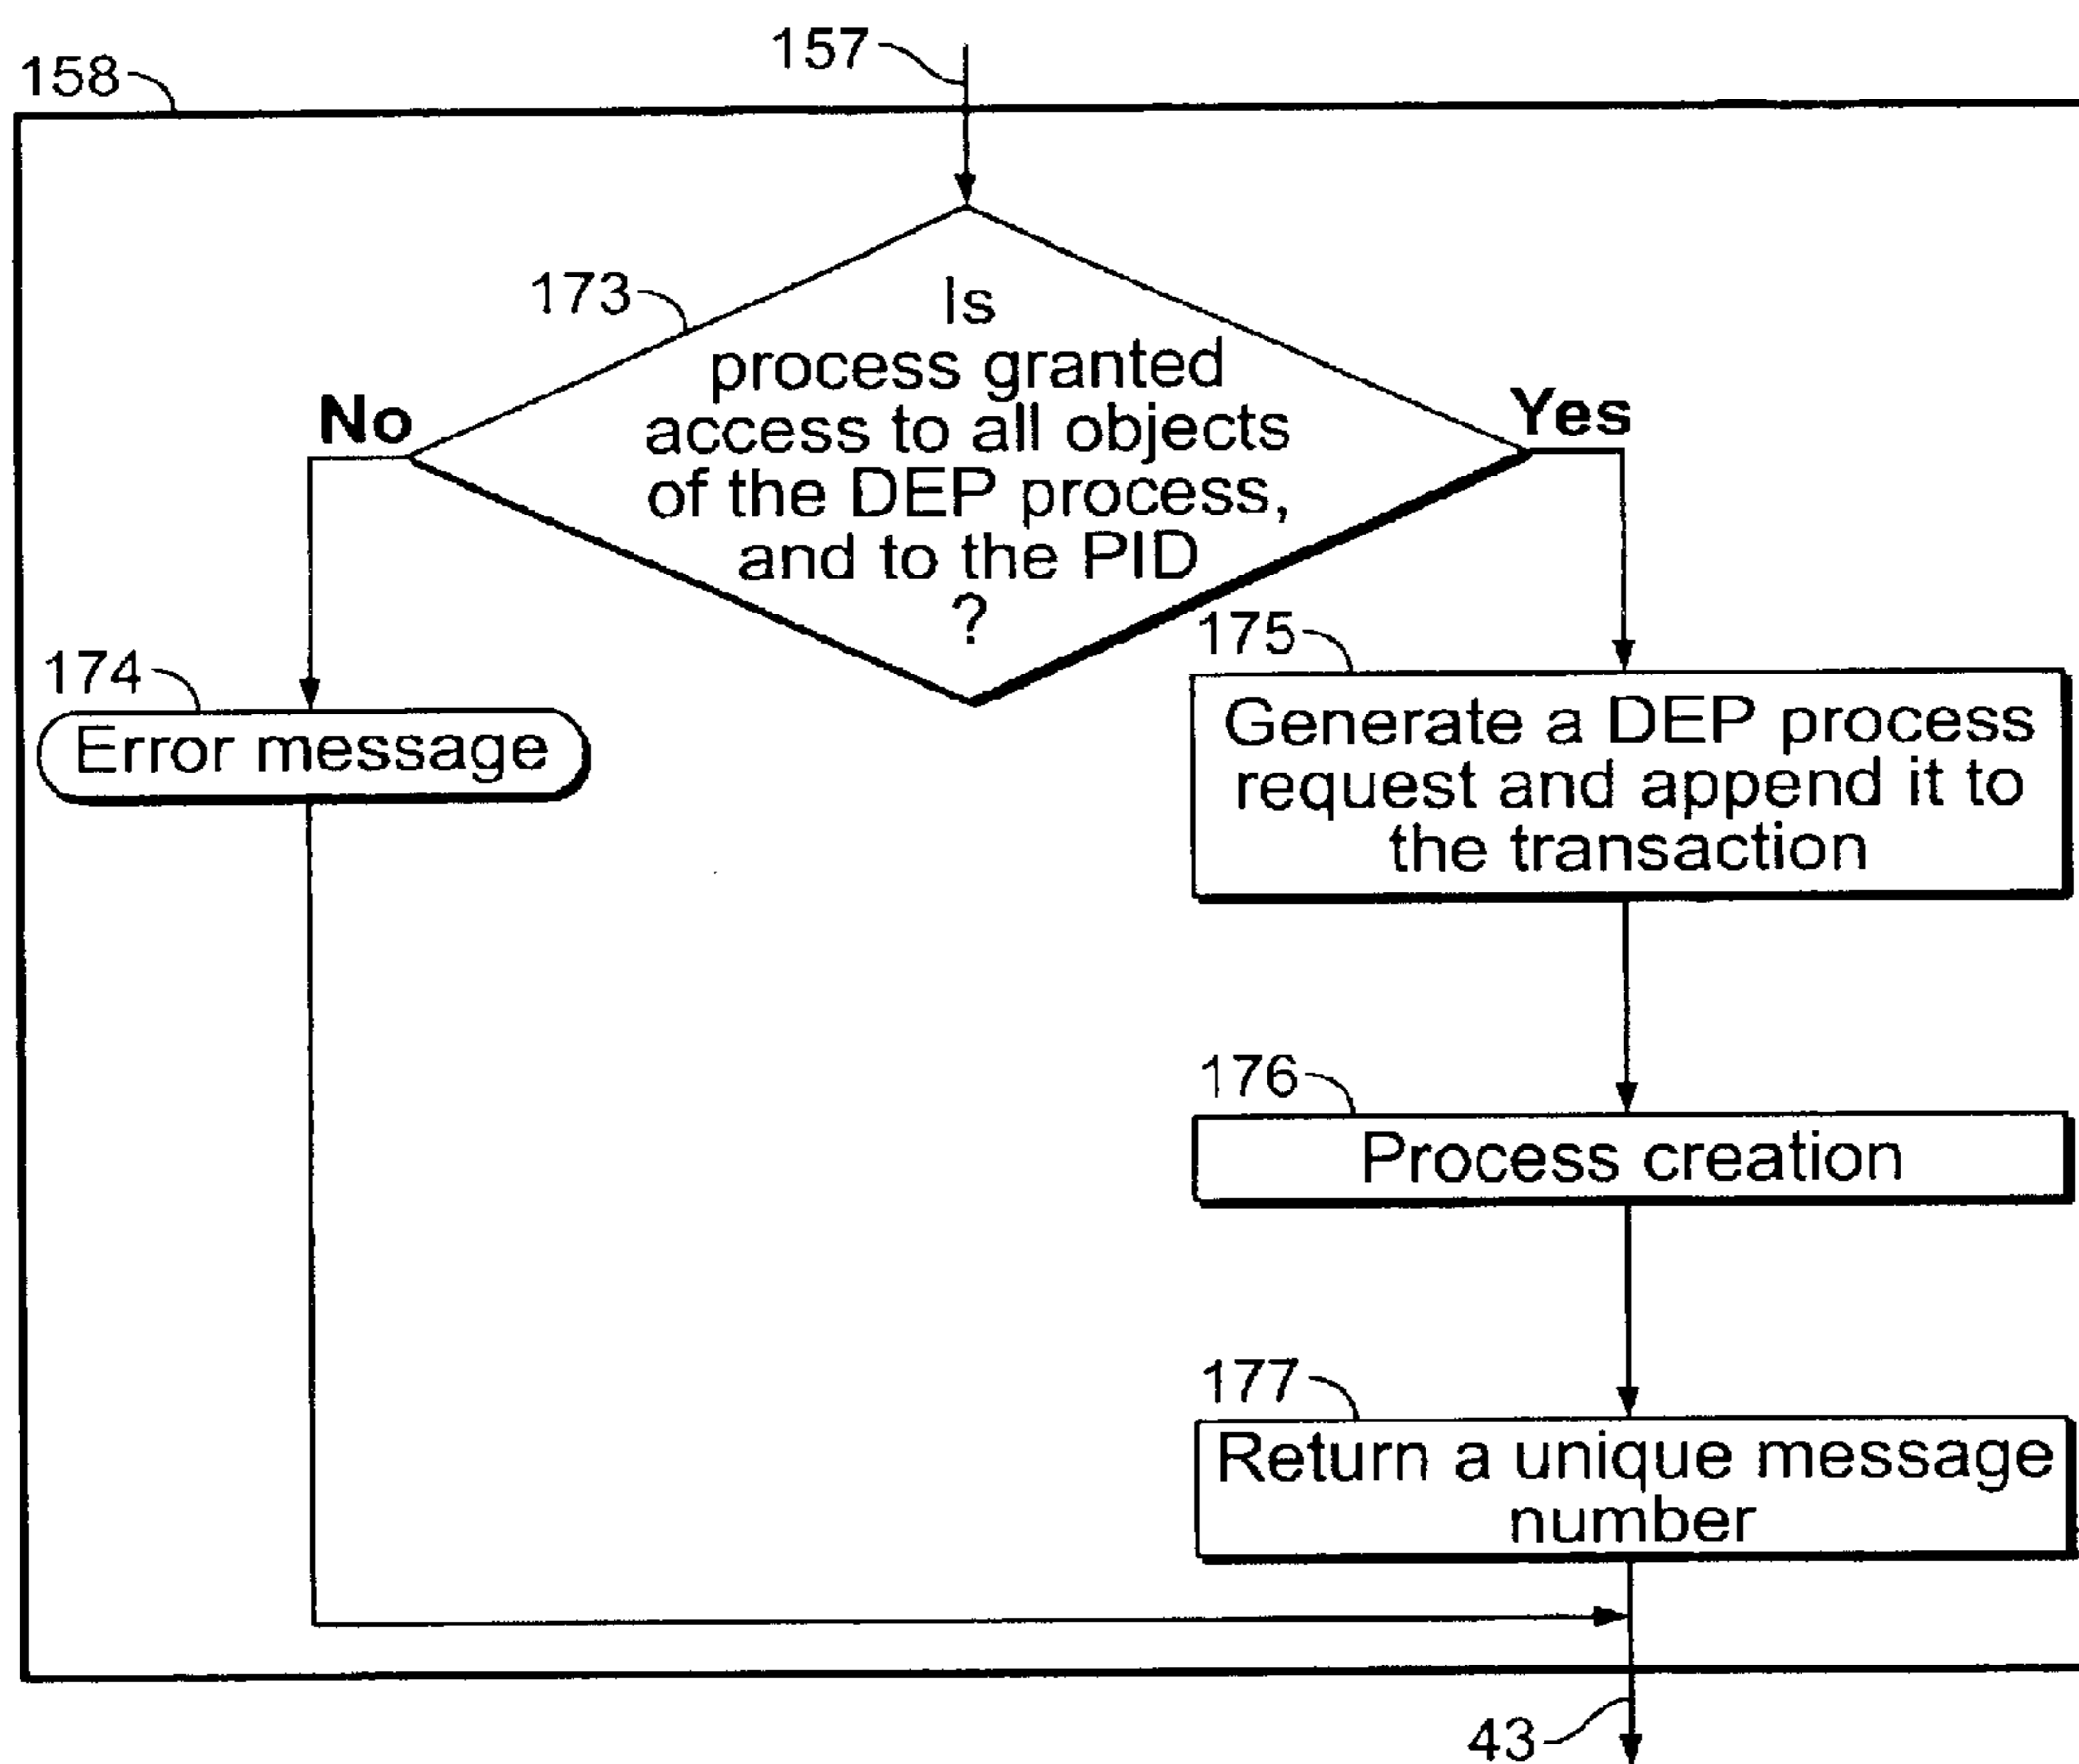 157
158
173
Is
process granted
access to all objects
of the DEP process,
and to the PID
?
No
Yes
174
Error message
175
Generate a DEP process
request and append it to
the transaction
176
Process creation
177
Return a unique message
number
43